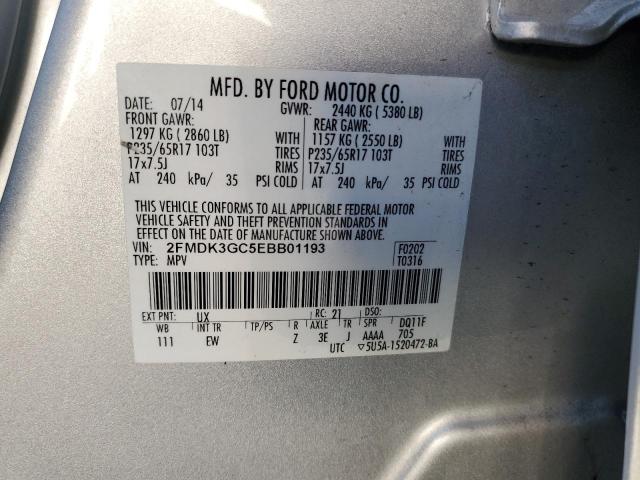 MFD. BY FORD MOTOR CO.
DATE: 07/14 GVWR: 2440 KG ( 5380 LB)
FRONT GAWR: REAR GAWR:
1297 KG ( 2860 LB) WITH 1157 KG ( 2550 LB) WITH
P235/65R17 103T TIRES P235/65R17 103T TIRES
17x7.5J RIMS 17x7.5J RIMS
AT 240 kPa/ 35 PSI COLD AT 240 kPa/ 35 PSI COLD
THIS VEHICLE CONFORMS TO ALL APPLICABLE FEDERAL MOTOR
VEHICLE SAFETY AND THEFT PREVENTION STANDARDS IN
EFFECT ON THE DATE OF MANUFACTURE SHOWN ABOVE.
VIN: 2FMDK3GC5EBB01193 F0202
TYPE: MPV T0316
EXT PNT: UX RC: 21 DSO:
WB INT TR TP/PS R AXLE TR SPR DQ11F
111 EW Z 3E J AAAA 705
UTC ▽5U5A-1520472-BA